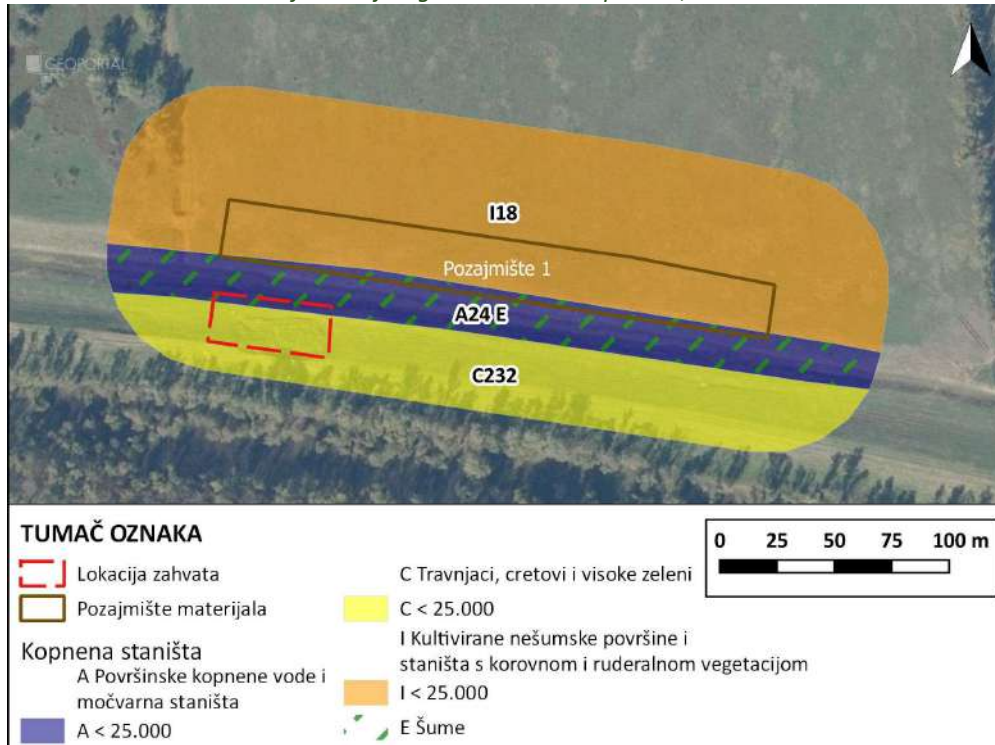 GEOPORTAL
I18
Pozajmište 1
A24 E
C232
TUMAČ OZNAKA
Lokacija zahvata
Pozajmište materijala
Kopnena staništa
A Površinske kopnene vode i
močvarna staništa
A < 25.000
C Travnjaci, cretovi i visoke zeleni
C < 25.000
I Kultivirane nešumske površine i
staništa s korovnom i ruderalnom vegetacijom
I < 25.000
E Šume
0 25 50 75 100 m